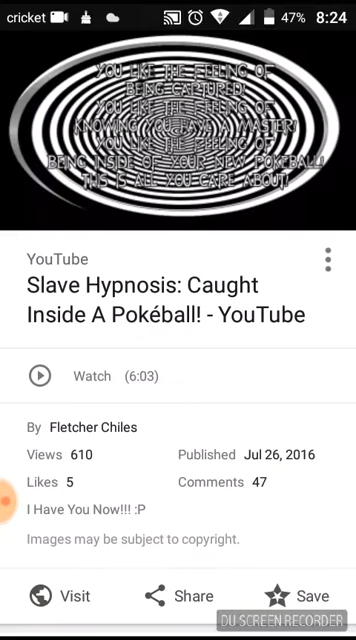 cricket 47% 8:24
YOU LIKE THE FEELING OF
BEING CAPTURED!
YOU LIKE THE FEELING OF
KNOWING YOU HAVE A MASTER!
YOU LIKE THE FEELING OF
BEING INSIDE OF YOUR NEW POKEBALL!
THIS IS ALL YOU CARE ABOUT!
YouTube
Slave Hypnosis: Caught
Inside A Pokéball! - YouTube
Watch (6:03)
By Fletcher Chiles
Views 610 Published Jul 26, 2016
Likes 5 Comments 47
I Have You Now!!! :P
Images may be subject to copyright.
Visit Share Save
DU SCREEN RECORDER